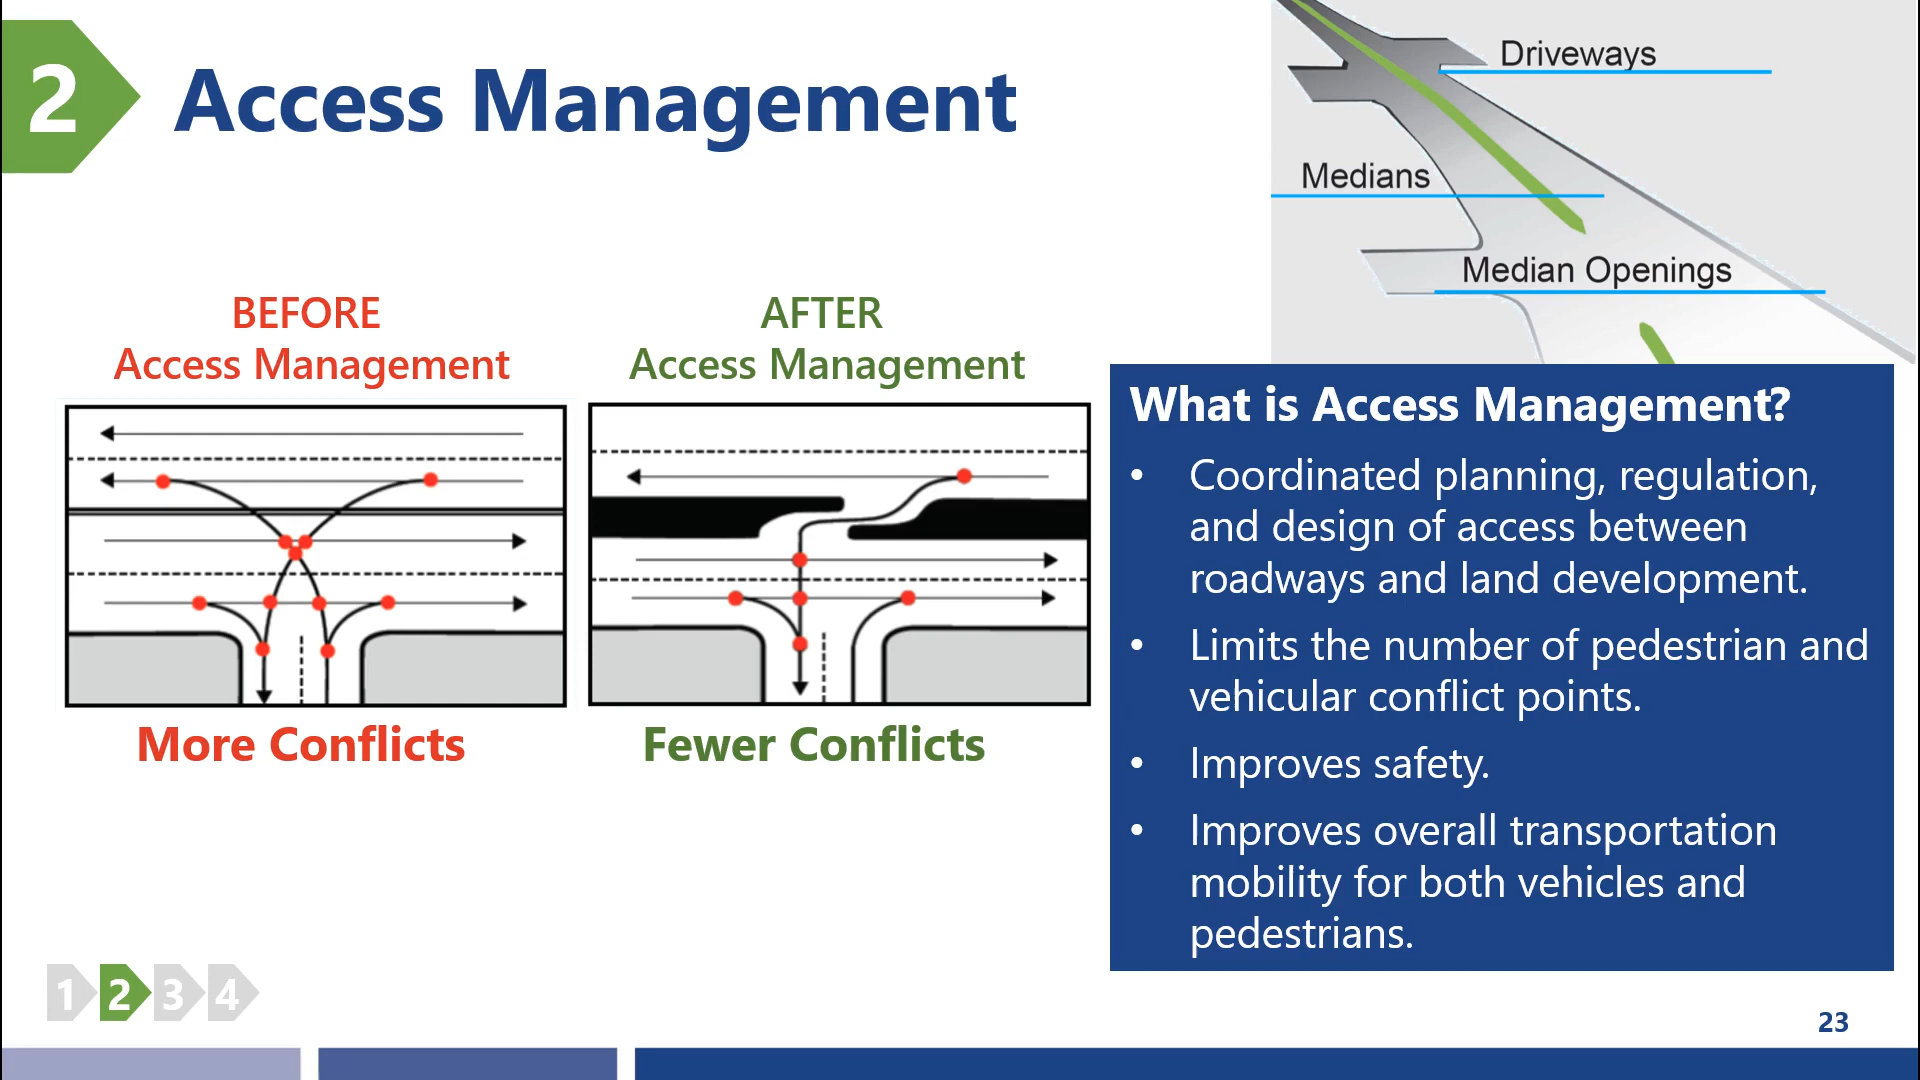 2
Access Management
Driveways
Medians
Median Openings
BEFORE
Access Management
AFTER
Access Management
More Conflicts
Fewer Conflicts
What is Access Management?
• Coordinated planning, regulation,
and design of access between
roadways and land development.
• Limits the number of pedestrian and
vehicular conflict points.
• Improves safety.
• Improves overall transportation
mobility for both vehicles and
pedestrians.
1 2 3 4
23